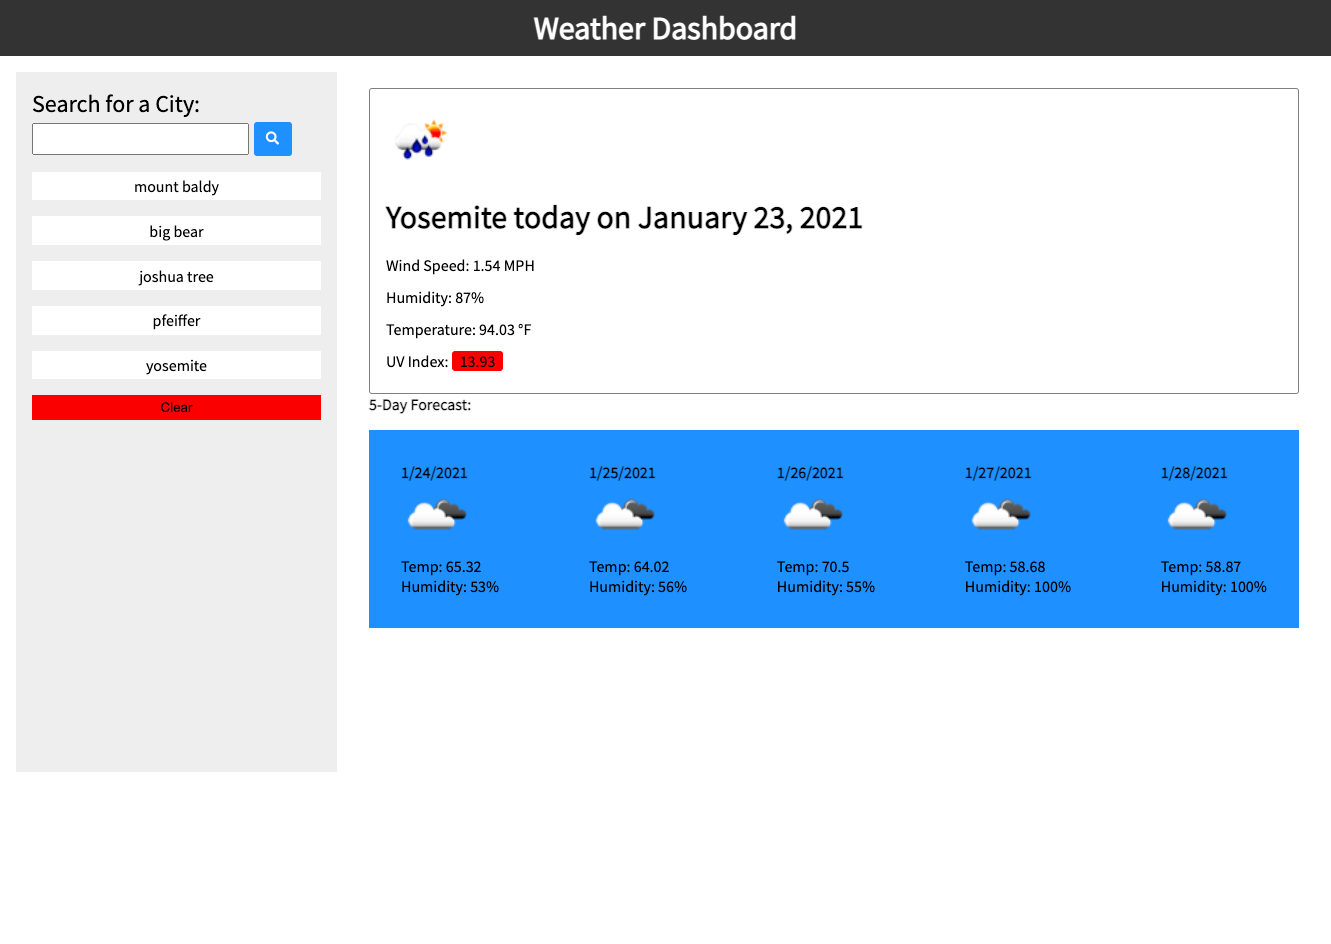 Weather Dashboard
Search for a City:
mount baldy
big bear
joshua tree
pfeiffer
yosemite
Clear
Yosemite today on January 23, 2021
Wind Speed: 1.54 MPH
Humidity: 87%
Temperature: 94.03 °F
UV Index: 13.93
5-Day Forecast:
1/24/2021
Temp: 65.32
Humidity: 53%
1/25/2021
Temp: 64.02
Humidity: 56%
1/26/2021
Temp: 70.5
Humidity: 55%
1/27/2021
Temp: 58.68
Humidity: 100%
1/28/2021
Temp: 58.87
Humidity: 100%